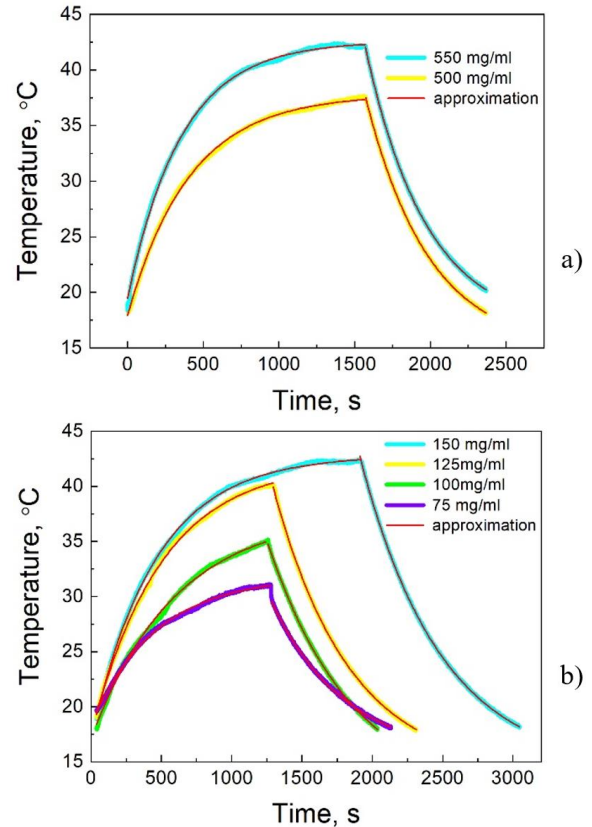 45
40
35
30
25
20
15
Temperature, °C
550 mg/ml
500 mg/ml
approximation
0 500 1000 1500 2000 2500
Time, s
a)
45
40
35
30
25
20
15
Temperature, °C
150 mg/ml
125mg/ml
100mg/ml
75 mg/ml
approximation
0 500 1000 1500 2000 2500 3000
Time, s
b)